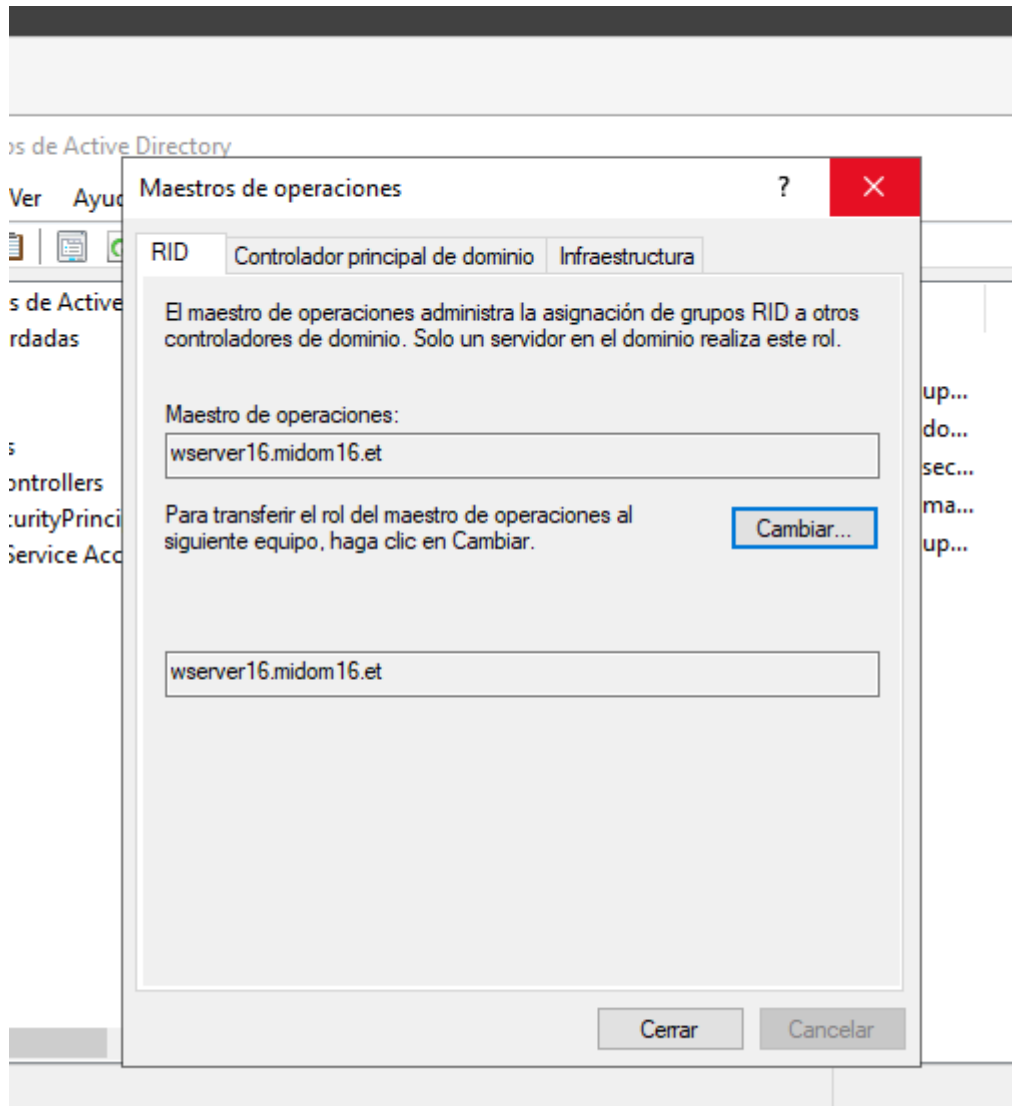 os de Active Directory
Ver Ayud
Maestros de operaciones ?
RID Controlador principal de dominio Infraestructura
s de Active
rdadas
s
ontrollers
curityPrinci
Service Acc
El maestro de operaciones administra la asignación de grupos RID a otros
controladores de dominio. Solo un servidor en el dominio realiza este rol.
Maestro de operaciones:
wserver16.midom16.et
Para transferir el rol del maestro de operaciones al
siguiente equipo, haga clic en Cambiar.
Cambiar...
wserver16.midom16.et
Cerrar Cancelar
up...
do...
sec...
ma...
up...